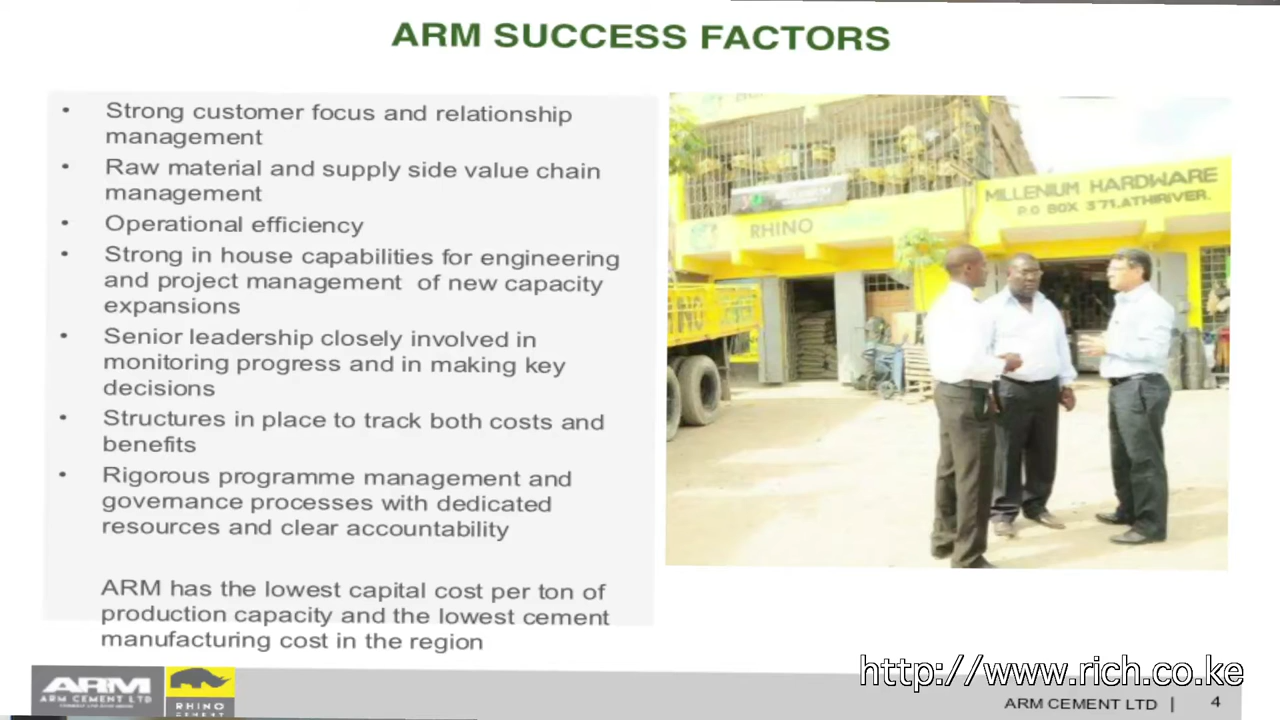 ARM SUCCESS FACTORS
• Strong customer focus and relationship
management
• Raw material and supply side value chain
management
• Operational efficiency
• Strong in house capabilities for engineering
and project management of new capacity
expansions
• Senior leadership closely involved in
monitoring progress and in making key
decisions
• Structures in place to track both costs and
benefits
• Rigorous programme management and
governance processes with dedicated
resources and clear accountability
ARM has the lowest capital cost per ton of
production capacity and the lowest cement
manufacturing cost in the region
MILLENIUM HARDWARE
P.O BOX 371,ATHIRIVER.
RHINO
http://www.rich.co.ke
ARM
ARM CEMENT LTD
RHINO
CEMENT
ARM CEMENT LTD | 4